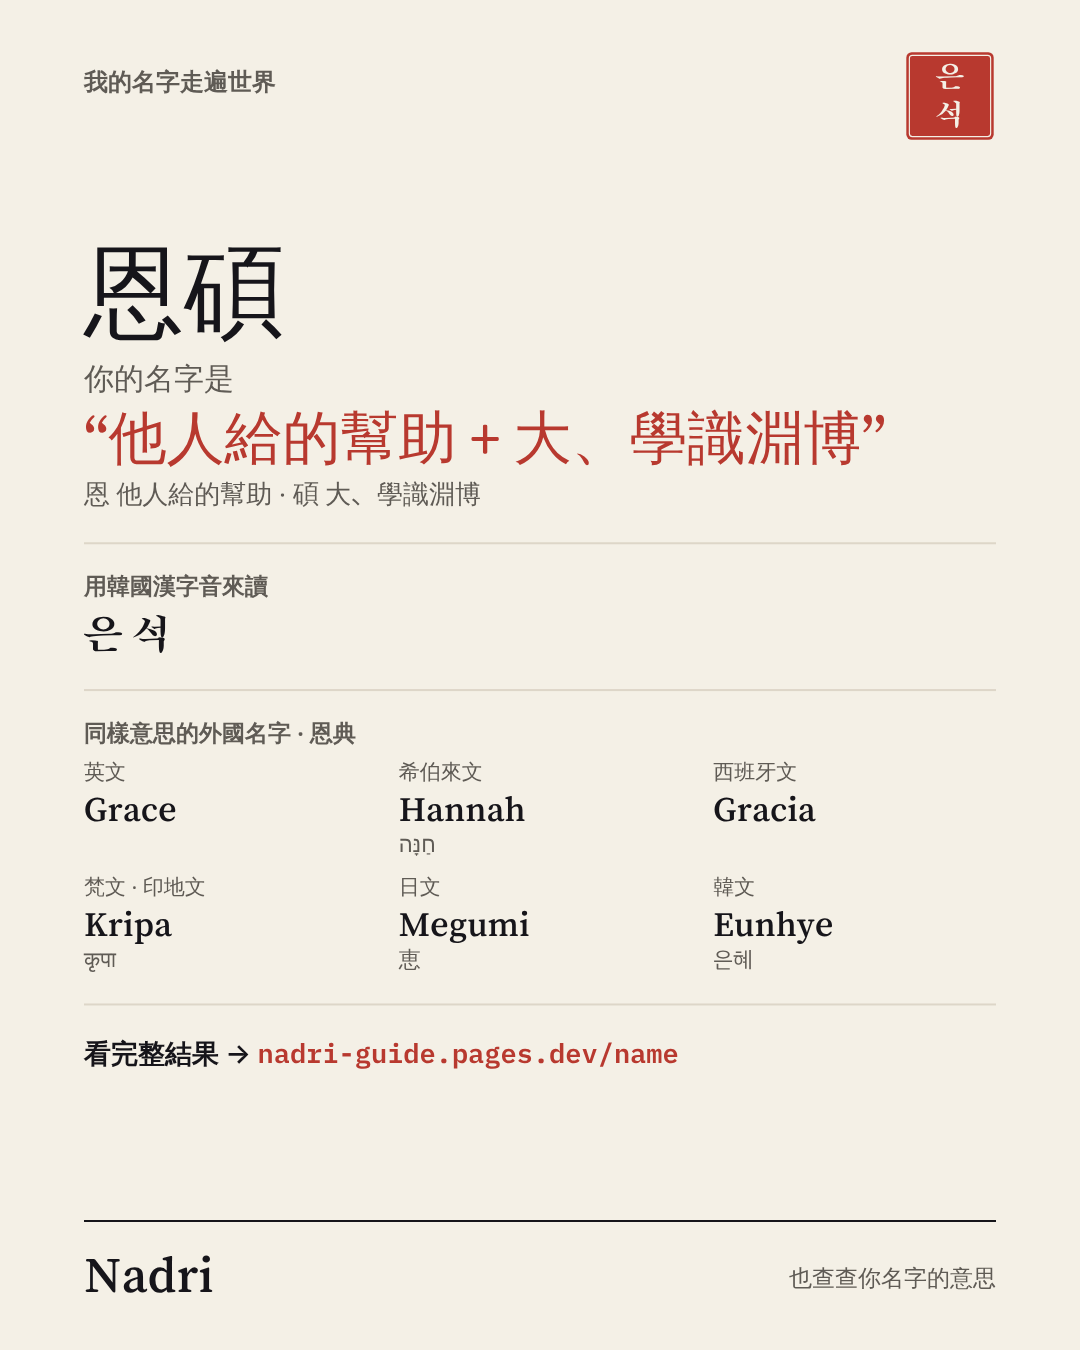 我的名字走遍世界
은
석
恩碩
你的名字是
“他人給的幫助 + 大、學識淵博”
恩 他人給的幫助 · 碩 大、學識淵博
用韓國漢字音來讀
은 석
同樣意思的外國名字 · 恩典
英文 希伯來文 西班牙文
Grace Hannah Gracia
חַנָּה
梵文 · 印地文 日文 韓文
Kripa Megumi Eunhye
कृपा 恵 은혜
看完整結果 → nadri-guide.pages.dev/name
Nadri
也查查你名字的意思